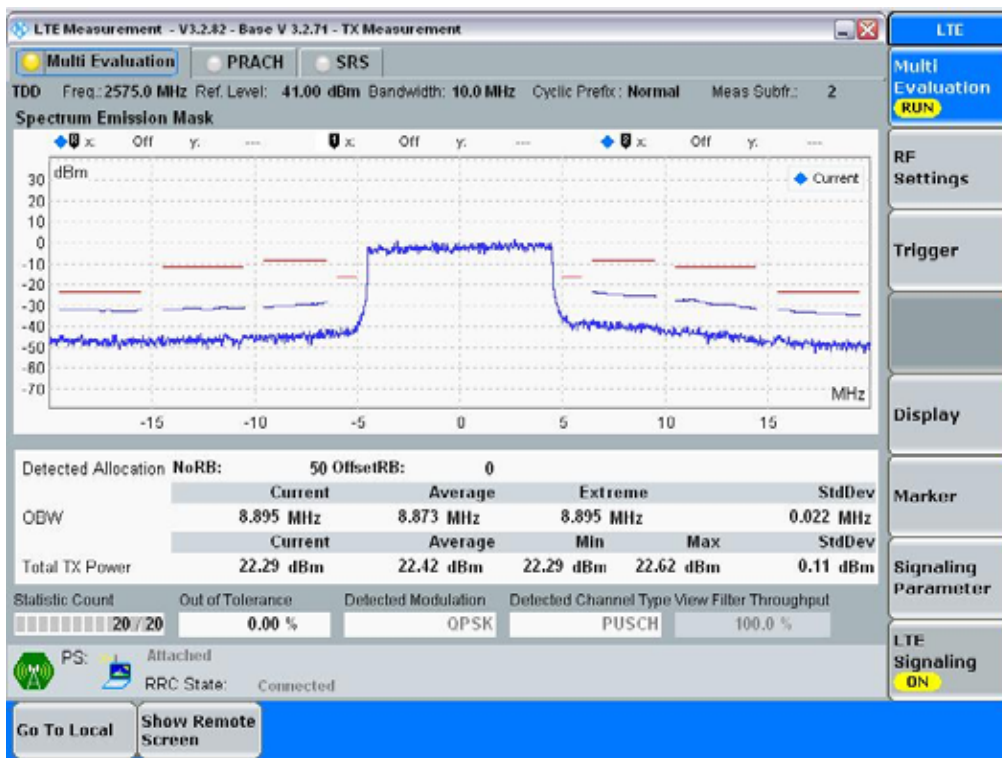 LTE Measurement - V3.2.82 - Base V 3.2.71 - TX Measurement
LTE
Multi Evaluation PRACH SRS
Multi Evaluation
RUN
TDD Freq.: 2575.0 MHz Ref. Level: 41.00 dBm Bandwidth: 10.0 MHz Cyclic Prefix: Normal Meas Subfr.: 2
Spectrum Emission Mask
x: Off y: --- 1 x: Off y: --- 2 x: Off y: ---
RF
Settings
dBm
Current
30
20
10
0
-10
-20
-30
-40
-50
-60
-70
MHz
-15 -10 -5 0 5 10 15
Trigger
Display
Detected Allocation NoRB: 50 OffsetRB: 0
Current Average Extreme StdDev
OBW 8.895 MHz 8.873 MHz 8.895 MHz 0.022 MHz
Current Average Min Max StdDev
Total TX Power 22.29 dBm 22.42 dBm 22.29 dBm 22.62 dBm 0.11 dBm
Marker
Statistic Count Out of Tolerance Detected Modulation Detected Channel Type View Filter Throughput
20 / 20 0.00 % QPSK PUSCH 100.0 %
Signaling
Parameter
PS: Attached
RRC State: Connected
LTE
Signaling
ON
Go To Local
Show Remote
Screen